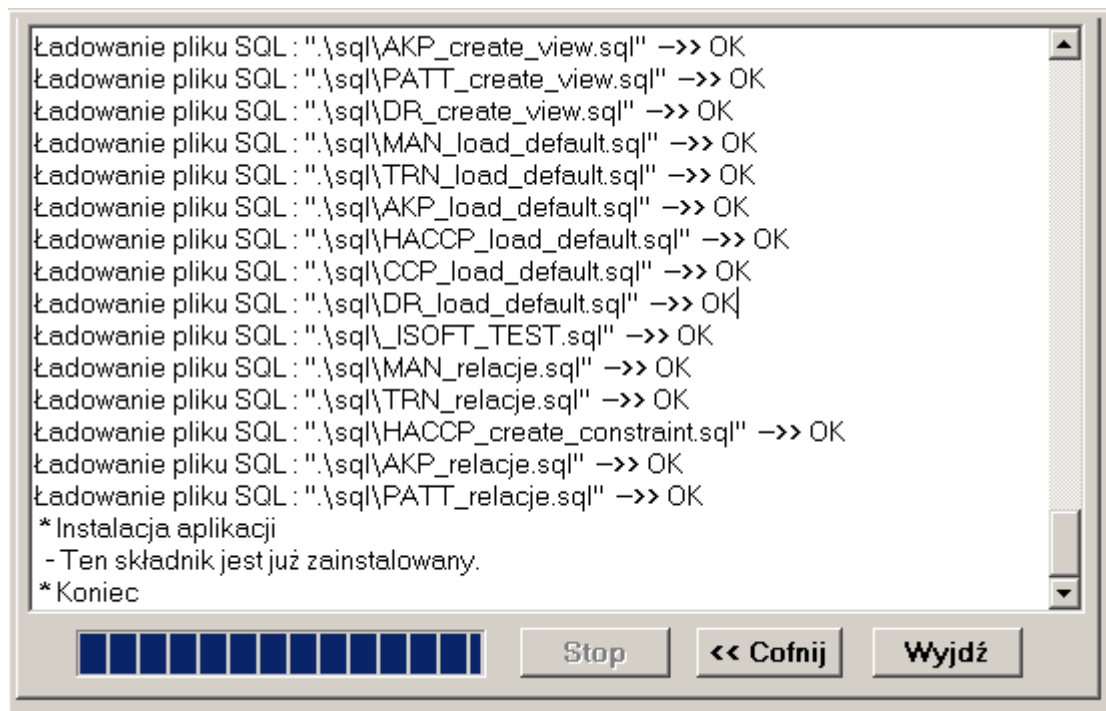 Ładowanie pliku SQL : ".\sql\AKP_create_view.sql" –>> OK
Ładowanie pliku SQL : ".\sql\PATT_create_view.sql" –>> OK
Ładowanie pliku SQL : ".\sql\DR_create_view.sql" –>> OK
Ładowanie pliku SQL : ".\sql\MAN_load_default.sql" –>> OK
Ładowanie pliku SQL : ".\sql\TRN_load_default.sql" –>> OK
Ładowanie pliku SQL : ".\sql\AKP_load_default.sql" –>> OK
Ładowanie pliku SQL : ".\sql\HACCP_load_default.sql" –>> OK
Ładowanie pliku SQL : ".\sql\CCP_load_default.sql" –>> OK
Ładowanie pliku SQL : ".\sql\DR_load_default.sql" –>> OK
Ładowanie pliku SQL : ".\sql\_ISOFT_TEST.sql" –>> OK
Ładowanie pliku SQL : ".\sql\MAN_relacje.sql" –>> OK
Ładowanie pliku SQL : ".\sql\TRN_relacje.sql" –>> OK
Ładowanie pliku SQL : ".\sql\HACCP_create_constraint.sql" –>> OK
Ładowanie pliku SQL : ".\sql\AKP_relacje.sql" –>> OK
Ładowanie pliku SQL : ".\sql\PATT_relacje.sql" –>> OK
* Instalacja aplikacji
- Ten składnik jest już zainstalowany.
* Koniec
Stop << Cofnij Wyjdź